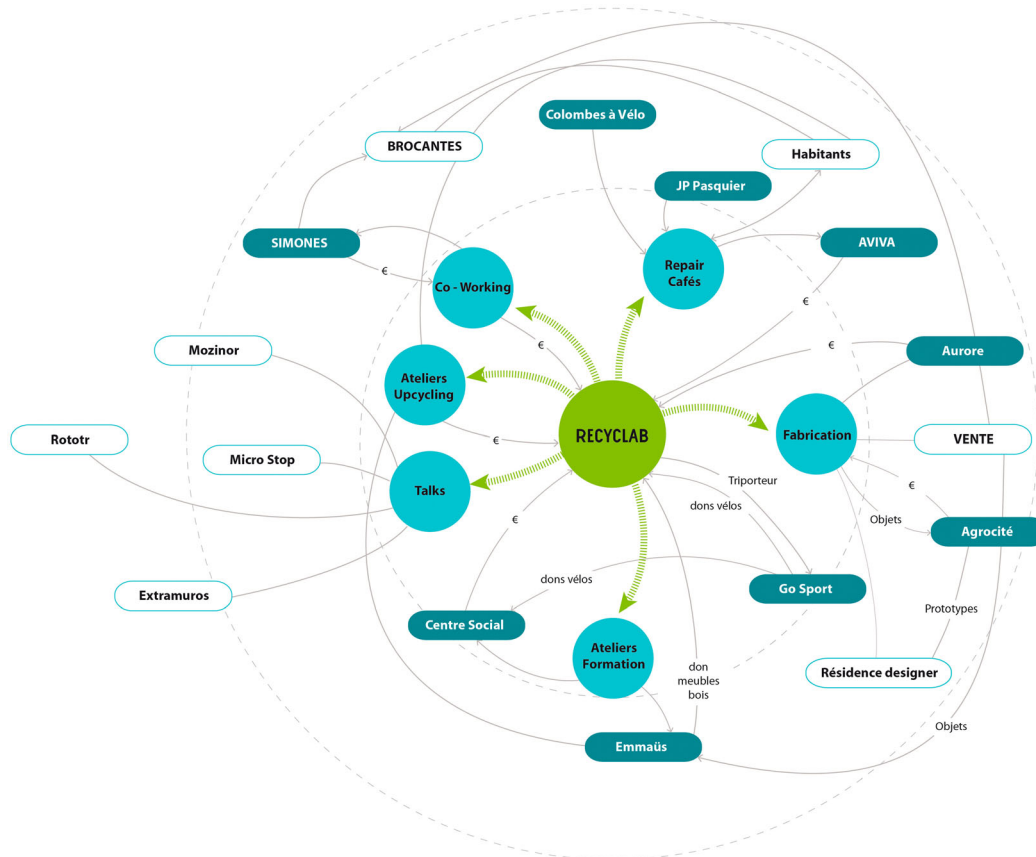 Colombes à Vélo
BROCANTES
Habitants
JP Pasquier
SIMONES
AVIVA
Repair
Cafés
€
Co - Working
€
€
Mozinor
€
Aurore
Ateliers
Upcycling
RECYCLAB
Fabrication
VENTE
Rototr
€
Micro Stop
Talks
Triporteur
€
dons vélos
Objets
€
Agrocité
dons vélos
Go Sport
Extramuros
Prototypes
Centre Social
Ateliers
Formation
don
meubles
bois
Résidence designer
Objets
Emmaüs